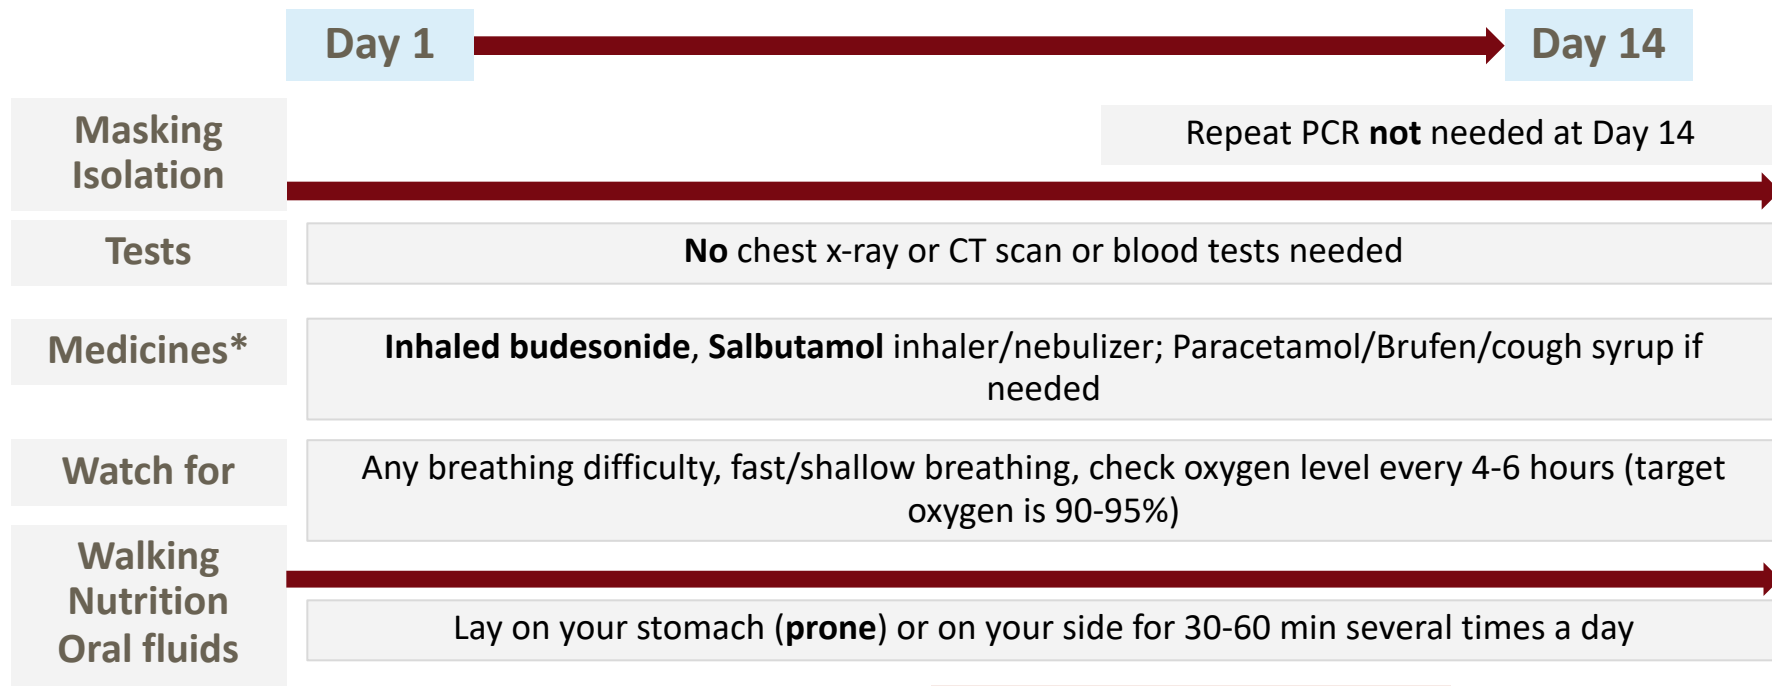 Day 1
Day 14
Masking
Isolation
Repeat PCR not needed at Day 14
Tests
No chest x-ray or CT scan or blood tests needed
Medicines*
Inhaled budesonide, Salbutamol inhaler/nebulizer; Paracetamol/Brufen/cough syrup if
needed
Watch for
Any breathing difficulty, fast/shallow breathing, check oxygen level every 4-6 hours (target
oxygen is 90-95%)
Walking
Nutrition
Oral fluids
Lay on your stomach (prone) or on your side for 30-60 min several times a day